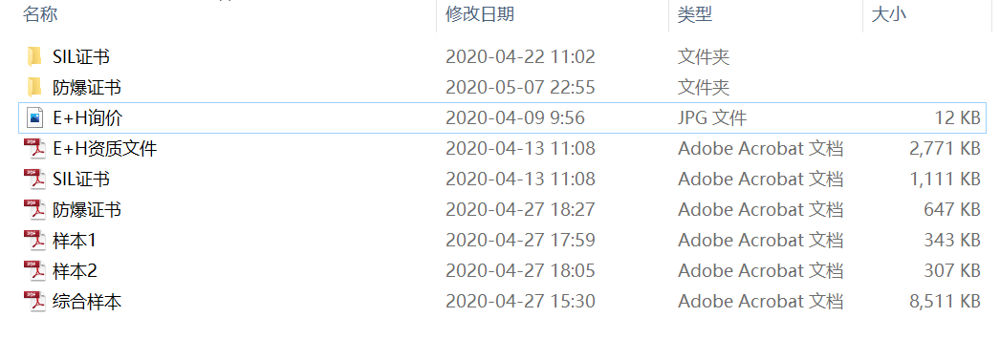 名称 修改日期 类型 大小
SIL证书 2020-04-22 11:02 文件夹
防爆证书 2020-05-07 22:55 文件夹
E+H询价 2020-04-09 9:56 JPG 文件 12 KB
E+H资质文件 2020-04-13 11:08 Adobe Acrobat 文档 2,771 KB
SIL证书 2020-04-13 11:08 Adobe Acrobat 文档 1,111 KB
防爆证书 2020-04-27 18:27 Adobe Acrobat 文档 647 KB
样本1 2020-04-27 17:59 Adobe Acrobat 文档 343 KB
样本2 2020-04-27 18:05 Adobe Acrobat 文档 307 KB
综合样本 2020-04-27 15:30 Adobe Acrobat 文档 8,511 KB